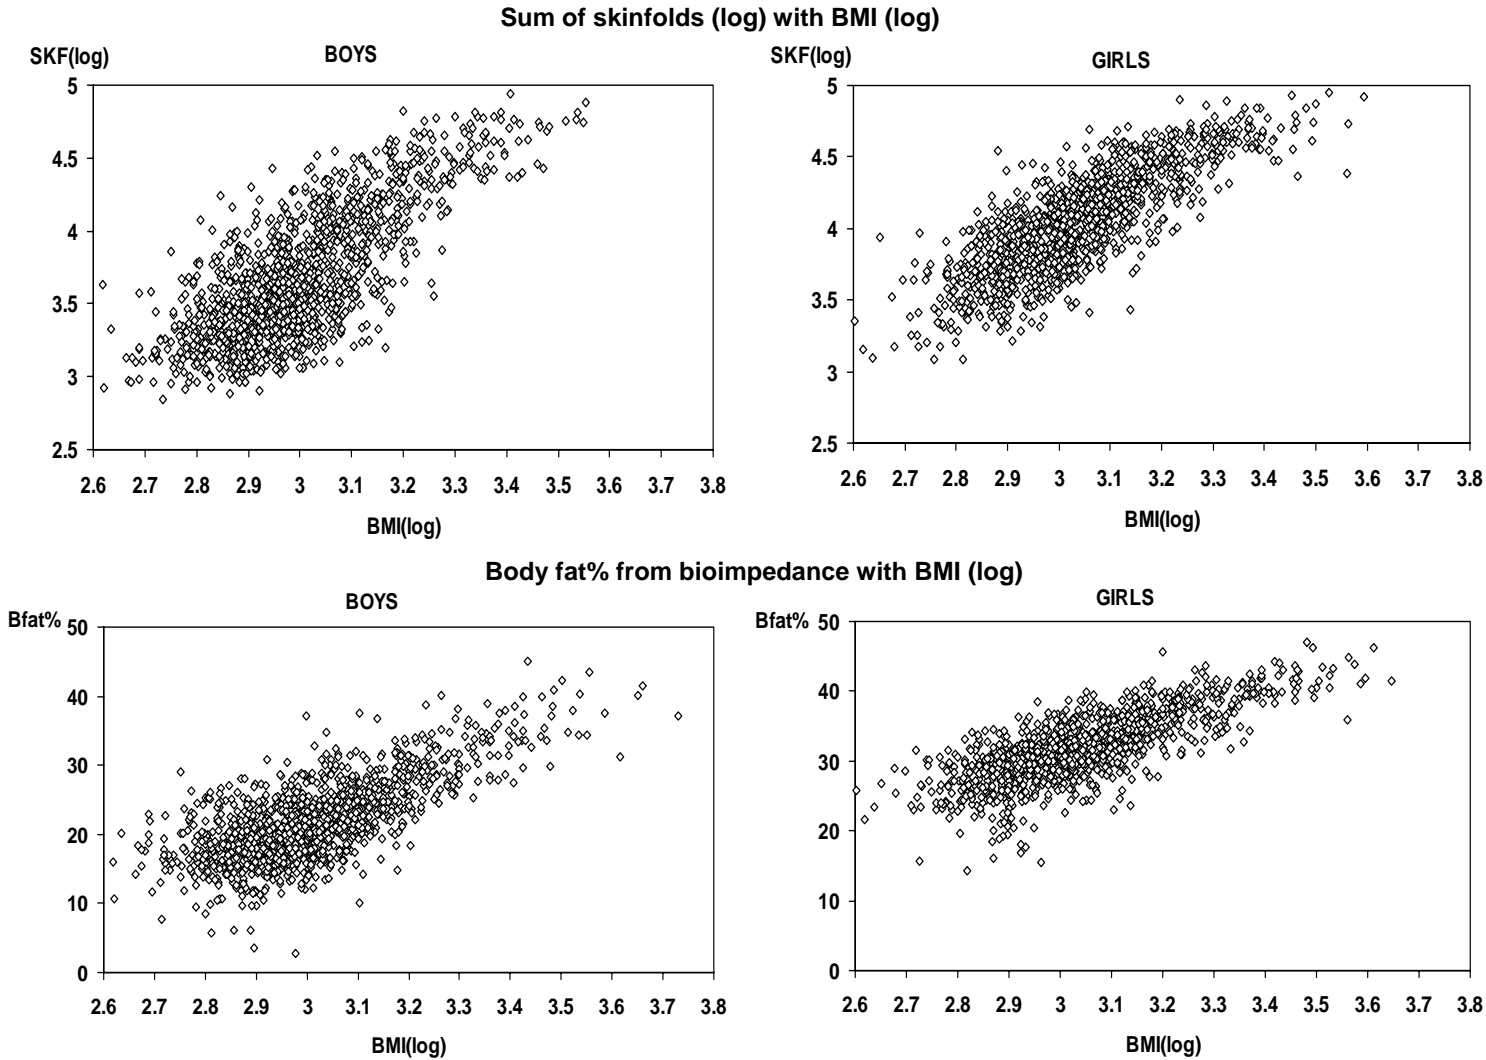 Sum of skinfolds (log) with BMI (log)
SKF(log)
BOYS
5
4.5
4
3.5
3
2.5
2.6 2.7 2.8 2.9 3 3.1 3.2 3.3 3.4 3.5 3.6 3.7 3.8
BMI(log)
SKF(log)
GIRLS
5
4.5
4
3.5
3
2.5
2.6 2.7 2.8 2.9 3 3.1 3.2 3.3 3.4 3.5 3.6 3.7 3.8
BMI(log)
Body fat% from bioimpedance with BMI (log)
BOYS
Bfat% 50
40
30
20
10
0
2.6 2.7 2.8 2.9 3 3.1 3.2 3.3 3.4 3.5 3.6 3.7 3.8
BMI(log)
GIRLS
Bfat% 50
40
30
20
10
0
2.6 2.7 2.8 2.9 3 3.1 3.2 3.3 3.4 3.5 3.6 3.7 3.8
BMI(log)